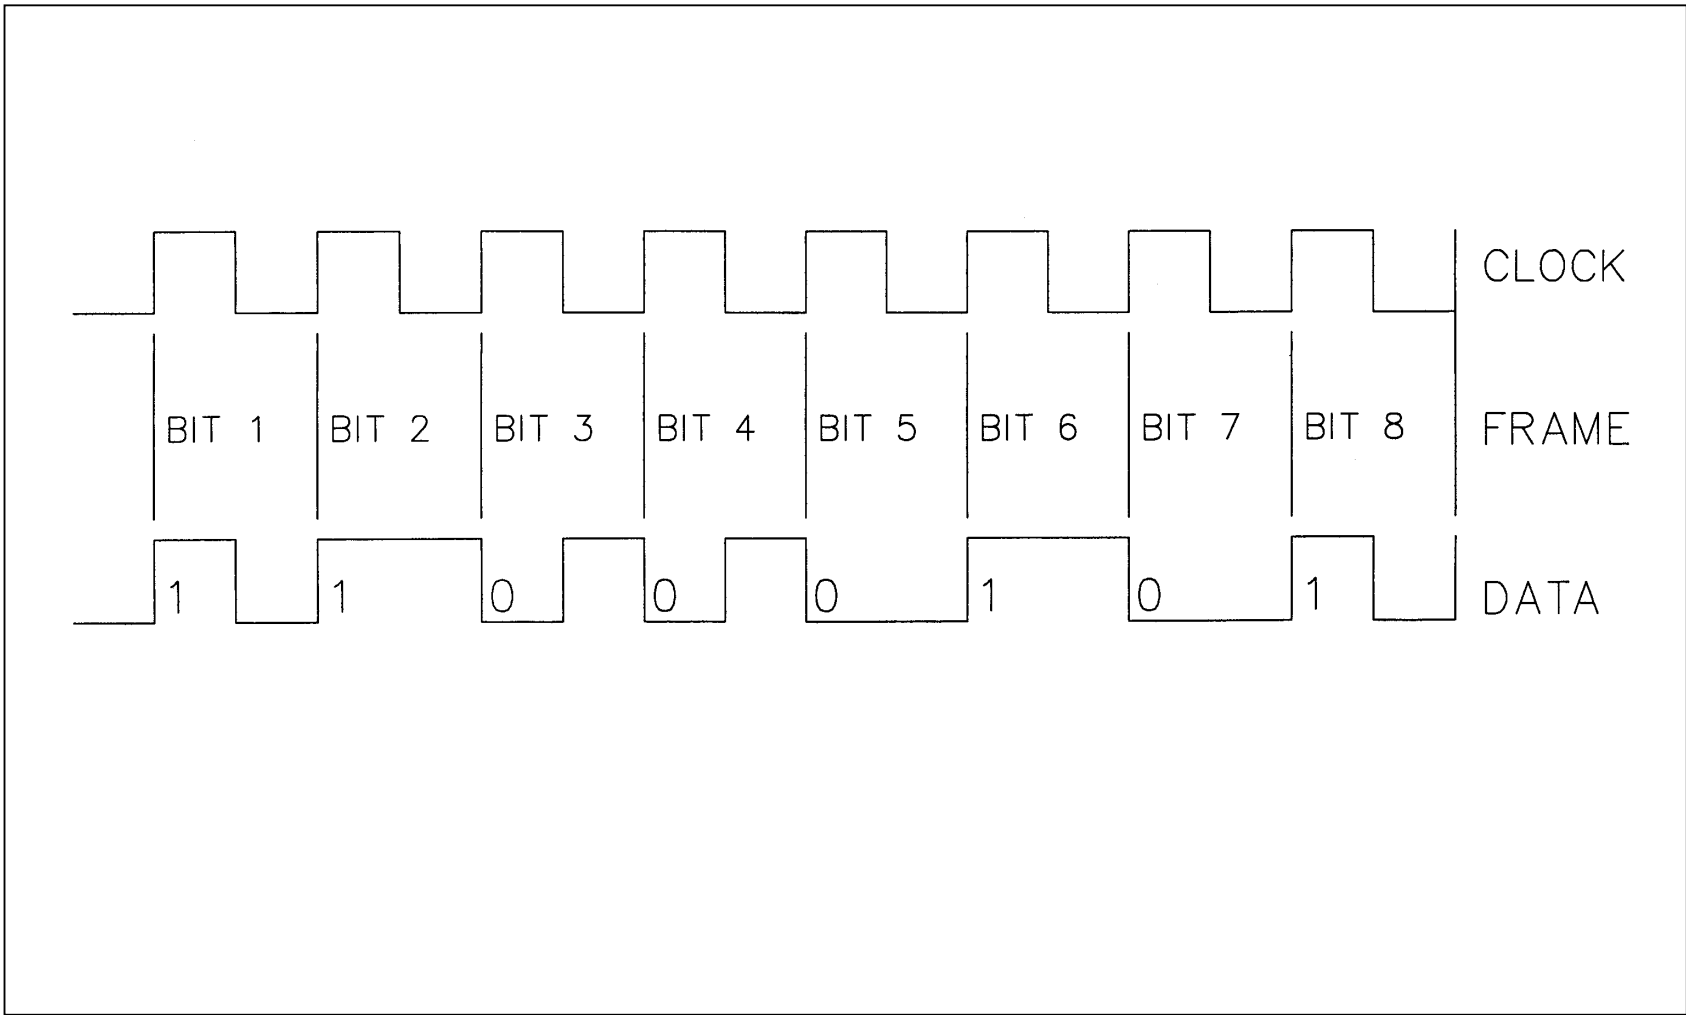 CLOCK
BIT 1 BIT 2 BIT 3 BIT 4 BIT 5 BIT 6 BIT 7 BIT 8 FRAME
1 1 0 0 0 1 0 1 DATA